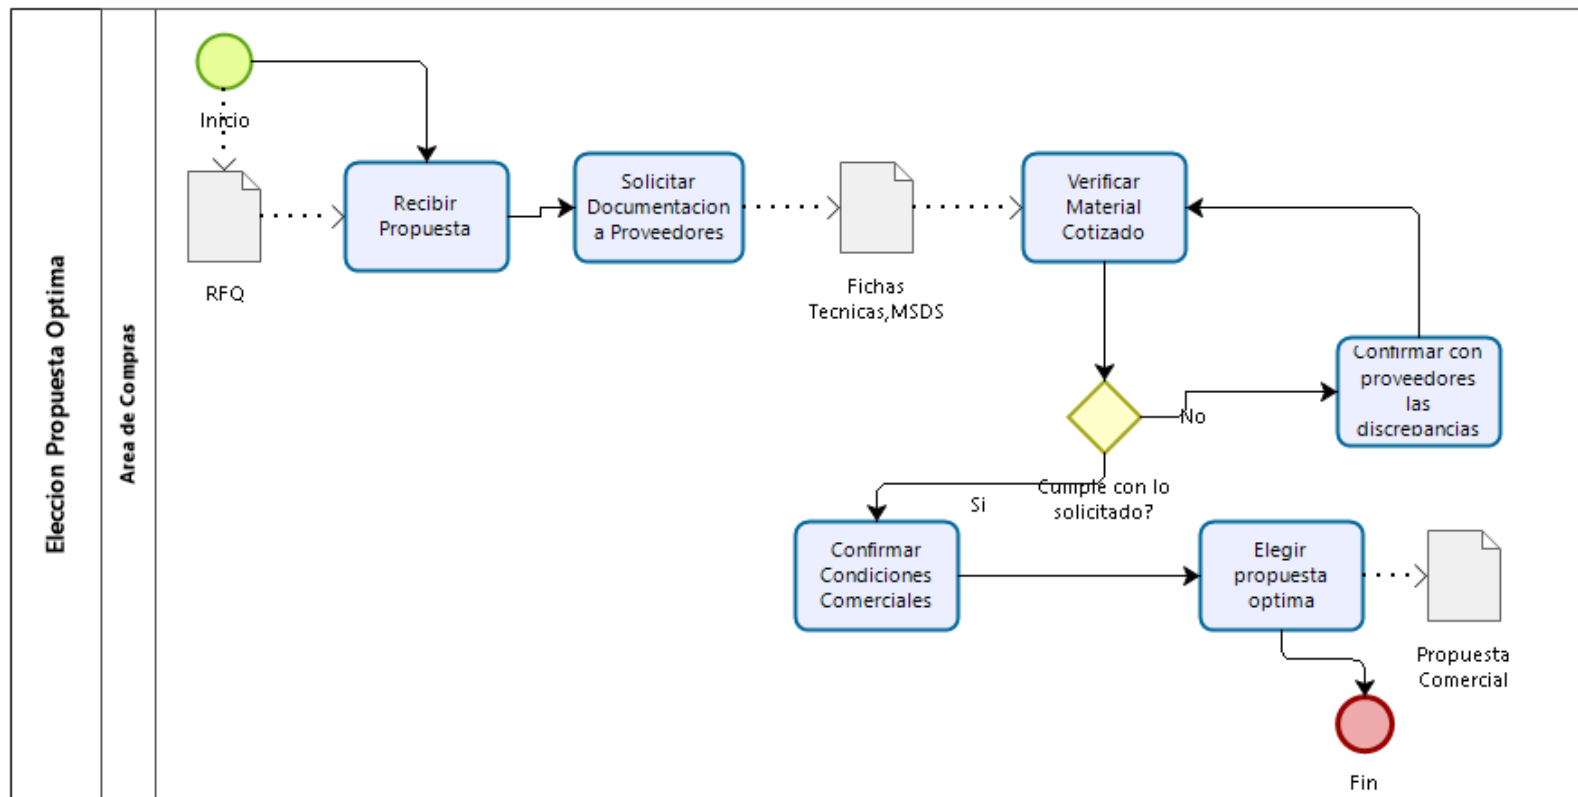 Eleccion Propuesta Optima
Area de Compras
Inicio
RFQ
Recibir
Propuesta
Solicitar
Documentacion
a Proveedores
Fichas
Tecnicas,MSDS
Verificar
Material
Cotizado
Confirmar con
proveedores
las
discrepancias
No
Cumple con lo
solicitado?
Si
Confirmar
Condiciones
Comerciales
Elegir
propuesta
optima
Propuesta
Comercial
Fin